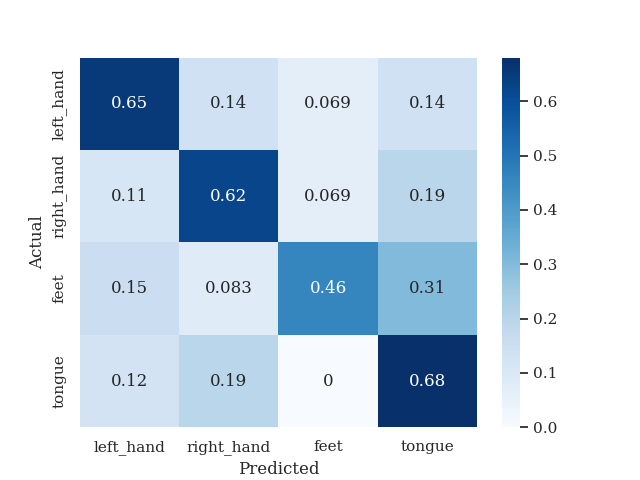 left_hand 0.65 0.14 0.069 0.14
right_hand 0.11 0.62 0.069 0.19
feet 0.15 0.083 0.46 0.31
tongue 0.12 0.19 0 0.68
Actual
left_hand right_hand feet tongue
Predicted
0.6
0.5
0.4
0.3
0.2
0.1
0.0